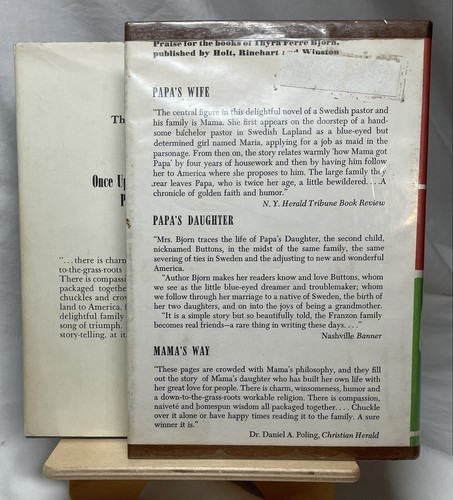 Praise for the books of Thyra Ferre Bjorn,
published by Holt, Rinehart and Winston
PAPA'S WIFE
"The central figure in this delightful novel of a Swedish pastor and
his family is Mama. She first appears on the doorstep of a hand-
some bachelor pastor in Swedish Lapland as a blue-eyed but
determined girl named Maria, applying for a job as maid in the
parsonage. From then on, the story relates warmly 'how Mama got
Papa' by four years of housework and then by having him follow
her to America where she proposes to him. The large family they
rear leaves Papa, who is twice her age, a little bewildered. . . . A
chronicle of golden faith and humor."
N. Y. Herald Tribune Book Review
PAPA'S DAUGHTER
"Mrs. Bjorn traces the life of Papa's Daughter, the second child,
nicknamed Buttons, in the midst of the same family, the same
severing of ties in Sweden and the adjusting to new and wonderful
America.
"Author Bjorn makes her readers know and love Buttons, whom
we see as the little blue-eyed dreamer and troublemaker; whom
we follow through her marriage to a native of Sweden, the birth of
her two daughters, and on into the joys of being a grandmother.
"It is a simple story but so beautifully told, the Franzon family
becomes real friends—a rare thing in writing these days. . . ."
Nashville Banner
MAMA'S WAY
"These pages are crowded with Mama's philosophy, and they fill
out the story of Mama's daughter who has built her own life with
her great love for people. There is charm, winsomeness, humor and
a down-to-the-grass-roots workable religion. There is compassion,
naiveté and homespun wisdom all packaged together. . . . Chuckle
over it alone or have happy times reading it to the family. A sure
winner it is."
Dr. Daniel A. Poling, Christian Herald
Th
Once Up
P
". . . there is charm
to-the-grass-roots
There is compassi
packaged together
chuckles and crow
land to America,
delightful family
song of triumph.
story-telling, at it